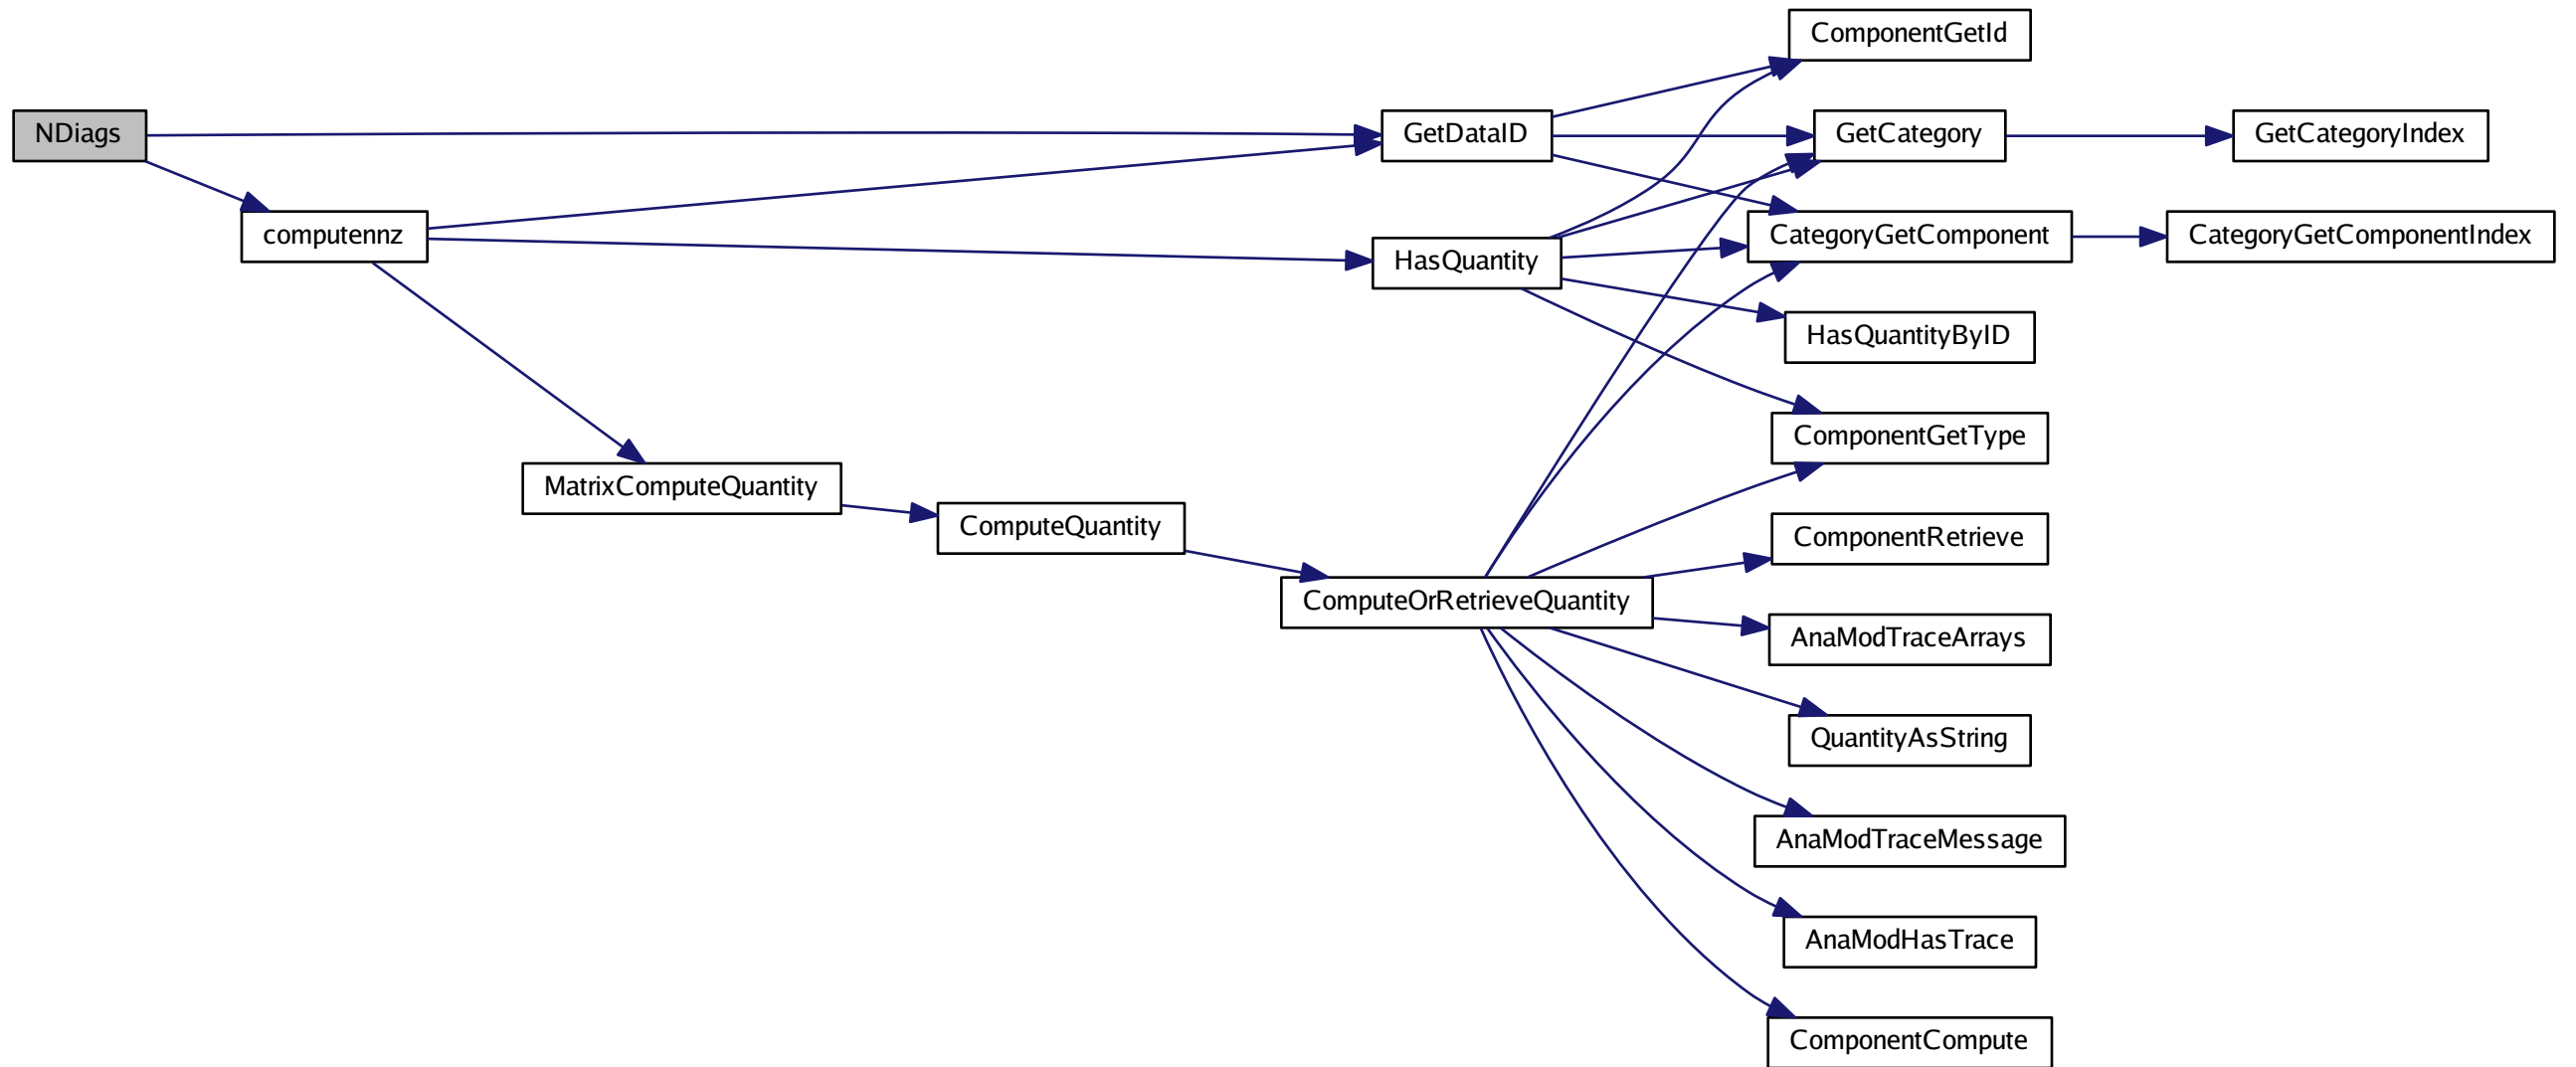 ComponentGetId
NDiags
GetDataID
GetCategory
GetCategoryIndex
computennz
HasQuantity
CategoryGetComponent
CategoryGetComponentIndex
HasQuantityByID
ComponentGetType
MatrixComputeQuantity
ComputeQuantity
ComponentRetrieve
ComputeOrRetrieveQuantity
AnaModTraceArrays
QuantityAsString
AnaModTraceMessage
AnaModHasTrace
ComponentCompute